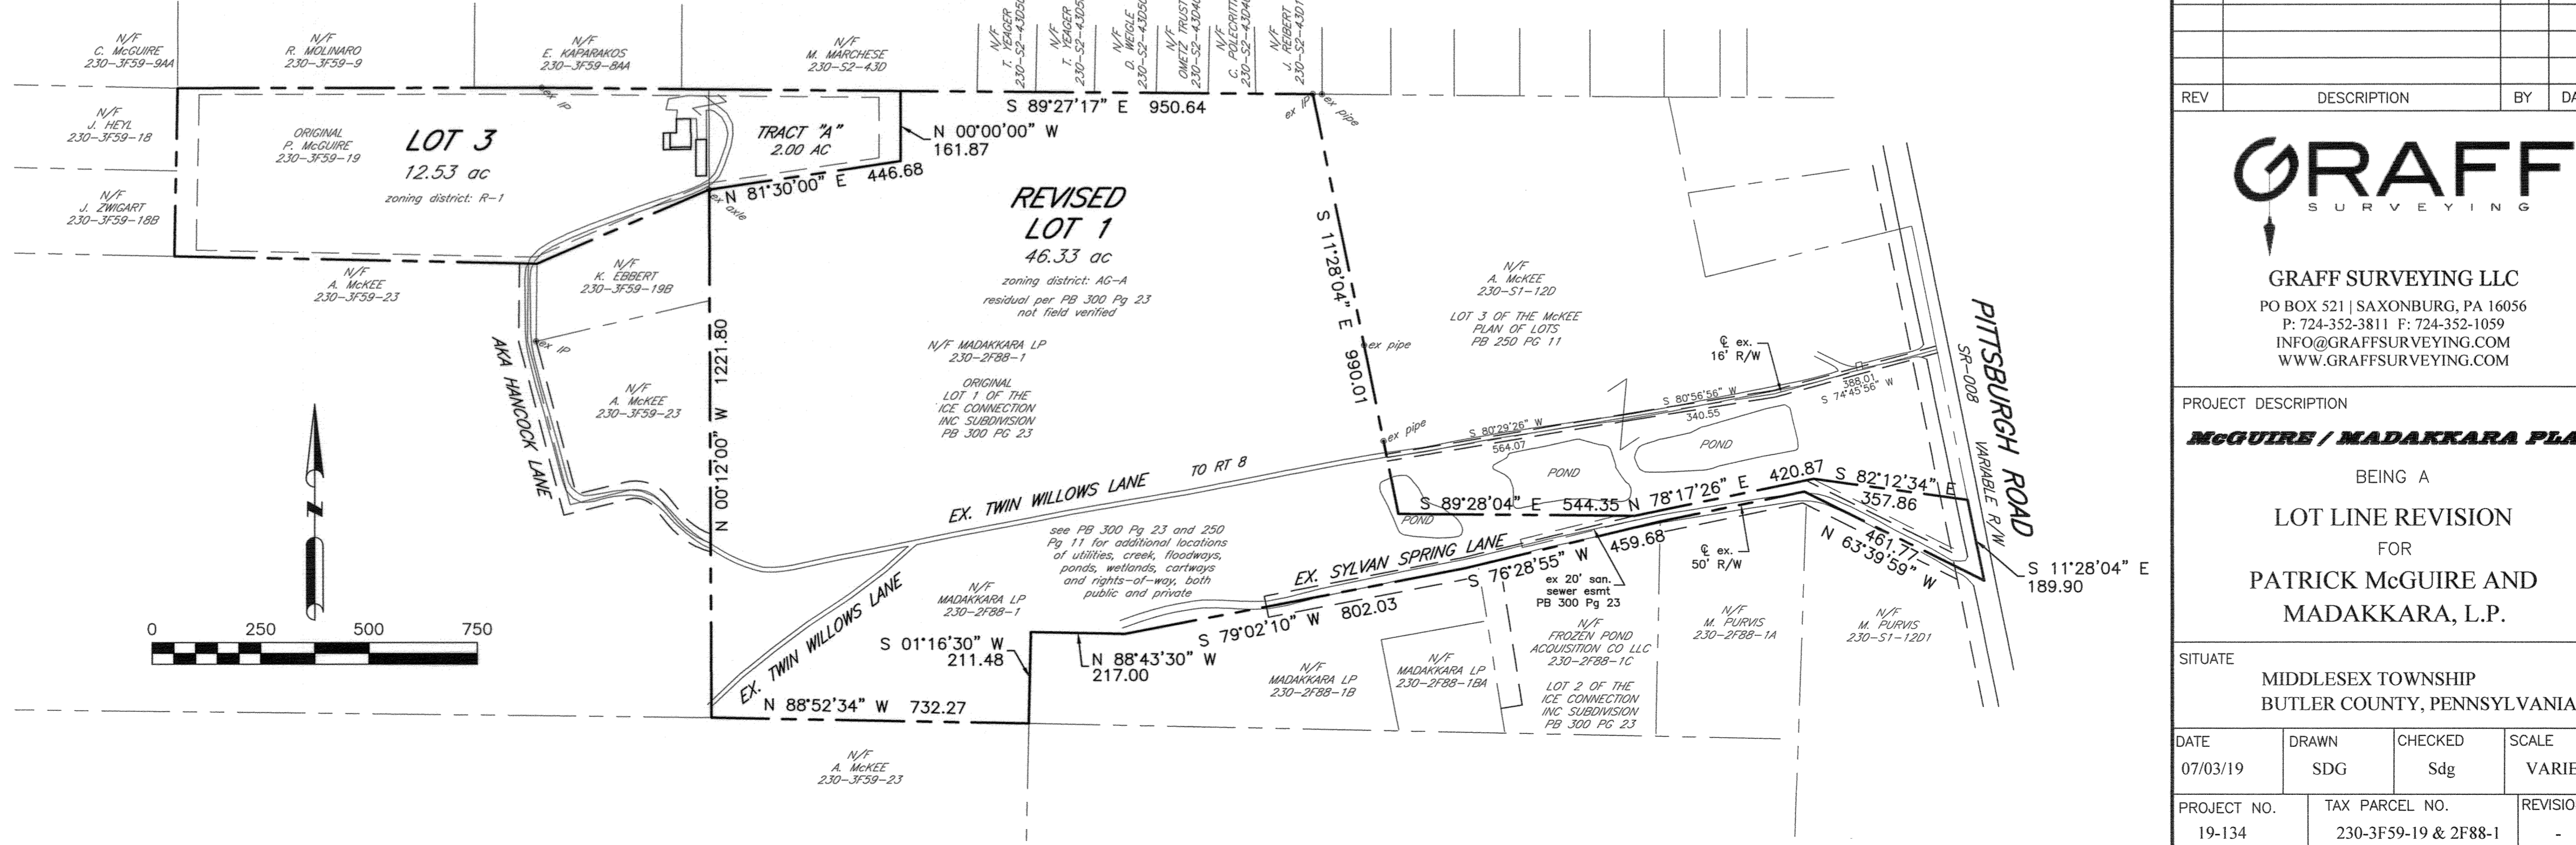 N/F
C. McGUIRE
230-3F59-9AA
N/F
R. MOLINARO
230-3F59-9
N/F
E. KAPARAKOS
230-3F59-8AA
N/F
M. MARCHESE
230-S2-43D
N/F
T. YEAGER
N/F
T. YEAGER
N/F
D. WEIGLE
N/F
OMETZ TRUST
N/F
N/F
J. REIBERT
S 89°27'17" E 950.64
ex IP
ex IP
ex pipe
N/F
J. HEYL
230-3F59-18
N/F
J. ZWIGART
230-3F59-18B
ORIGINAL
P. McGUIRE
230-3F59-19
LOT 3
12.53 ac
zoning district: R-1
TRACT "A"
2.00 AC
N 00°00'00" W
161.87
N 81°30'00" E 446.68
ex axle
REVISED
LOT 1
46.33 ac
zoning district: AG-A
residual per PB 300 Pg 23
not field verified
N/F MADAKKARA LP
230-2F88-1
ORIGINAL
LOT 1 OF THE
ICE CONNECTION
INC SUBDIVISION
PB 300 PG 23
S 11°28'04" E 990.01
ex pipe
ex pipe
N/F
A. McKEE
230-3F59-23
N/F
K. EBBERT
230-3F59-19B
ex IP
N/F
A. McKEE
230-3F59-23
AKA HANCOCK LANE
N 00°12'00" W 1221.80
N/F
A. McKEE
230-S1-12D
LOT 3 OF THE McKEE
PLAN OF LOTS
PB 250 PG 11
℄ ex.
16' R/W
S 80°29'26" W
564.07
S 80°56'56" W
340.55
388.01
S 74°45'56" W
PITTSBURGH ROAD
SR-008
VARIABLE R/W
POND
POND
POND
EX. TWIN WILLOWS LANE
TO RT 8
S 89°28'04" E 544.35
N 78°17'26" E 420.87
S 82°12'34" E
357.86
461.77
N 63°39'59" W
S 11°28'04" E
189.90
see PB 300 Pg 23 and 250
Pg 11 for additional locations
of utilities, creek, floodways,
ponds, wetlands, cartways
and rights-of-way, both
public and private
EX. SYLVAN SPRING LANE
S 76°28'55" W 459.68
℄ ex.
50' R/W
ex 20' san.
sewer esmt
PB 300 Pg 23
S 79°02'10" W 802.03
N/F
MADAKKARA LP
230-2F88-1
EX. TWIN WILLOWS LANE
S 01°16'30" W
211.48
N 88°43'30" W
217.00
N 88°52'34" W 732.27
N/F
MADAKKARA LP
230-2F88-1B
N/F
MADAKKARA LP
230-2F88-1BA
N/F
FROZEN POND
ACQUISITION CO LLC
230-2F88-1C
LOT 2 OF THE
ICE CONNECTION
INC SUBDIVISION
PB 300 PG 23
N/F
M. PURVIS
230-2F88-1A
N/F
M. PURVIS
230-S1-12D1
N/F
A. McKEE
230-3F59-23
N
0 250 500 750
REV DESCRIPTION BY
GRAFF
SURVEYING
GRAFF SURVEYING LLC
PO BOX 521 | SAXONBURG, PA 16056
P: 724-352-3811 F: 724-352-1059
INFO@GRAFFSURVEYING.COM
WWW.GRAFFSURVEYING.COM
PROJECT DESCRIPTION
McGUIRE / MADAKKARA PLA
BEING A
LOT LINE REVISION
FOR
PATRICK McGUIRE AND
MADAKKARA, L.P.
SITUATE
MIDDLESEX TOWNSHIP
BUTLER COUNTY, PENNSYLVANIA
DATE DRAWN CHECKED SCALE
07/03/19 SDG Sdg VARIE
PROJECT NO. TAX PARCEL NO. REVISIO
19-134 230-3F59-19 & 2F88-1 -